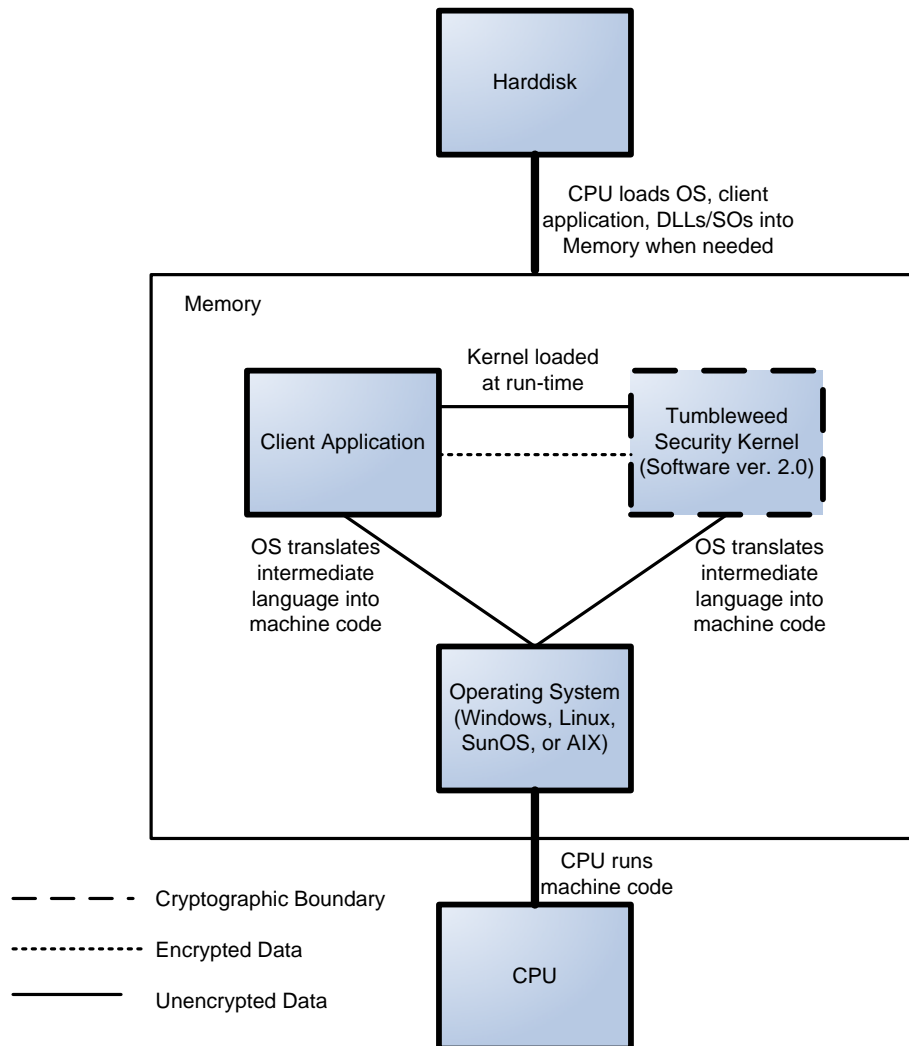 Harddisk
CPU loads OS, client
application, DLLs/SOs into
Memory when needed
Memory
Kernel loaded
at run-time
Client Application
Tumbleweed
Security Kernel
(Software ver. 2.0)
OS translates
intermediate
language into
machine code
OS translates
intermediate
language into
machine code
Operating System
(Windows, Linux,
SunOS, or AIX)
CPU runs
machine code
Cryptographic Boundary
Encrypted Data
Unencrypted Data
CPU